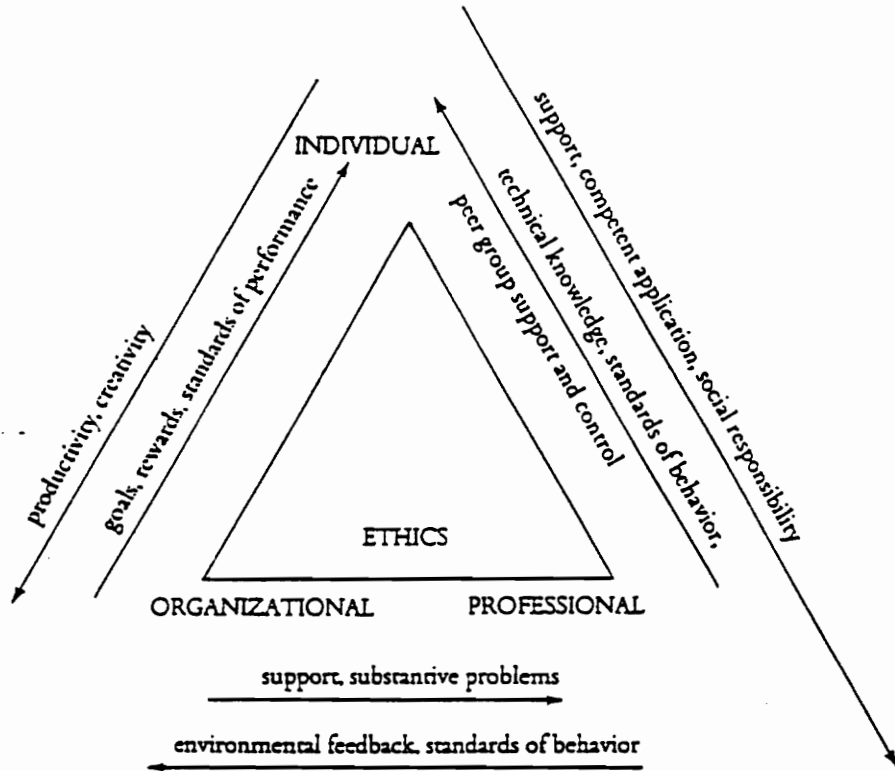 INDIVIDUAL
productivity, creativity
goals, rewards, standards of performance
support, competent application, social responsibility
technical knowledge, standards of behavior,
peer group support and control
ETHICS
ORGANIZATIONAL
PROFESSIONAL
support, substantive problems
environmental feedback, standards of behavior